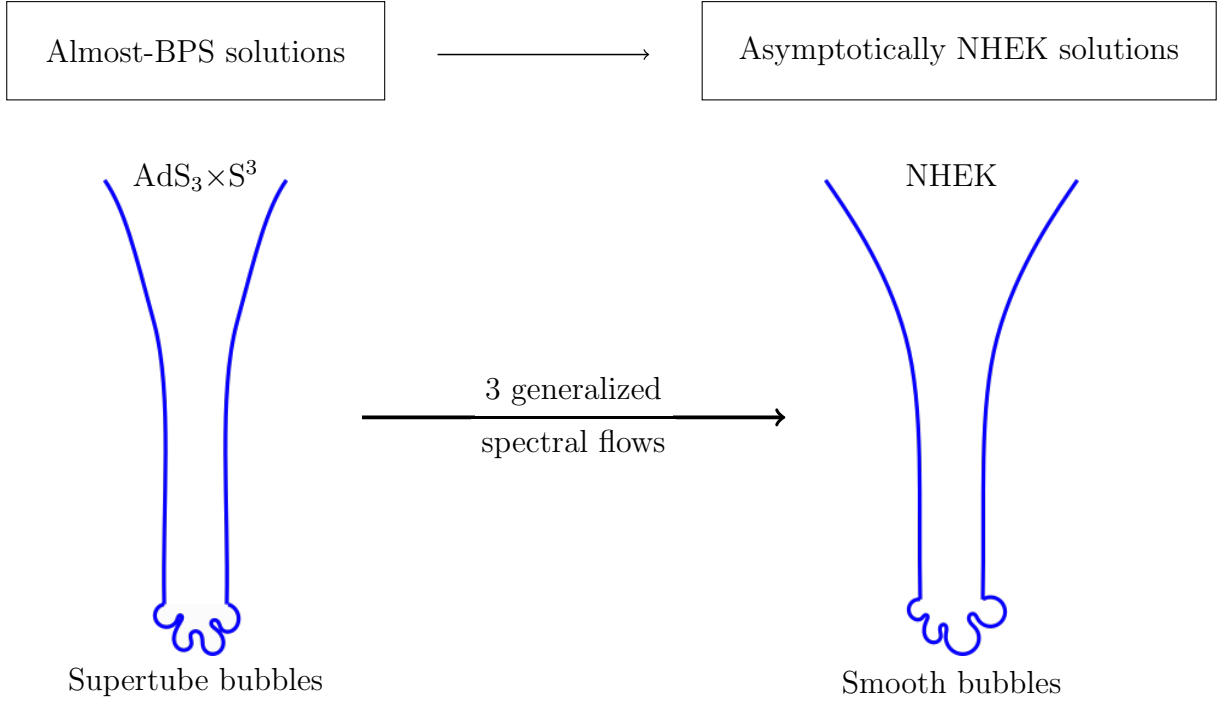 Almost-BPS solutions
Asymptotically NHEK solutions
AdS₃×S³
NHEK
3 generalized
spectral flows
Supertube bubbles
Smooth bubbles